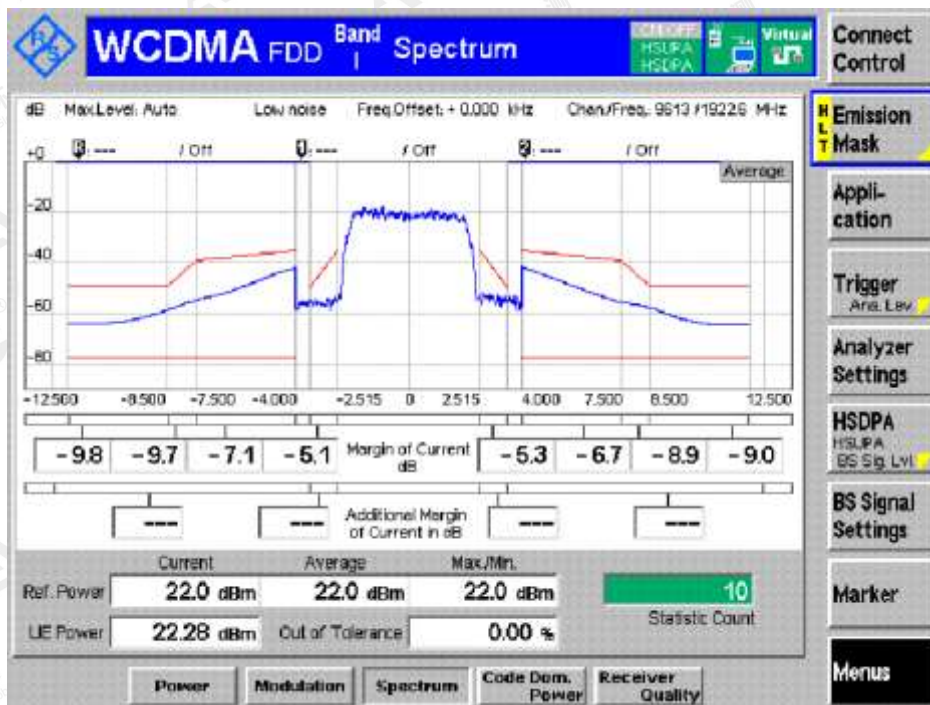 WCDMA FDD Band I Spectrum
HSUPA
HSDPA
Virtual
Connect Control
dB Max.Level: Auto Low noise Freq.Offset: + 0.000 kHz Chan./Freq.: 9613 / 1922.6 MHz
+0 --- / Off --- / Off --- / Off
Average
-20
-40
-60
-80
-12.500 -8.500 -7.500 -4.000 -2.515 0 2.515 4.000 7.500 8.500 12.500
-9.8 -9.7 -7.1 -5.1 Margin of Current dB -5.3 -6.7 -8.9 -9.0
--- --- Additional Margin of Current in dB --- ---
Current Average Max./Min.
Ref. Power 22.0 dBm 22.0 dBm 22.0 dBm 10
Statistic Count
UE Power 22.28 dBm Out of Tolerance 0.00 %
HLT
Emission Mask
Appli-
cation
Trigger
Ana. Lev.
Analyzer Settings
HSDPA
HSUPA
BS Sig. Lvl.
BS Signal Settings
Marker
Menus
Power Modulation Spectrum Code Dom. Power Receiver Quality